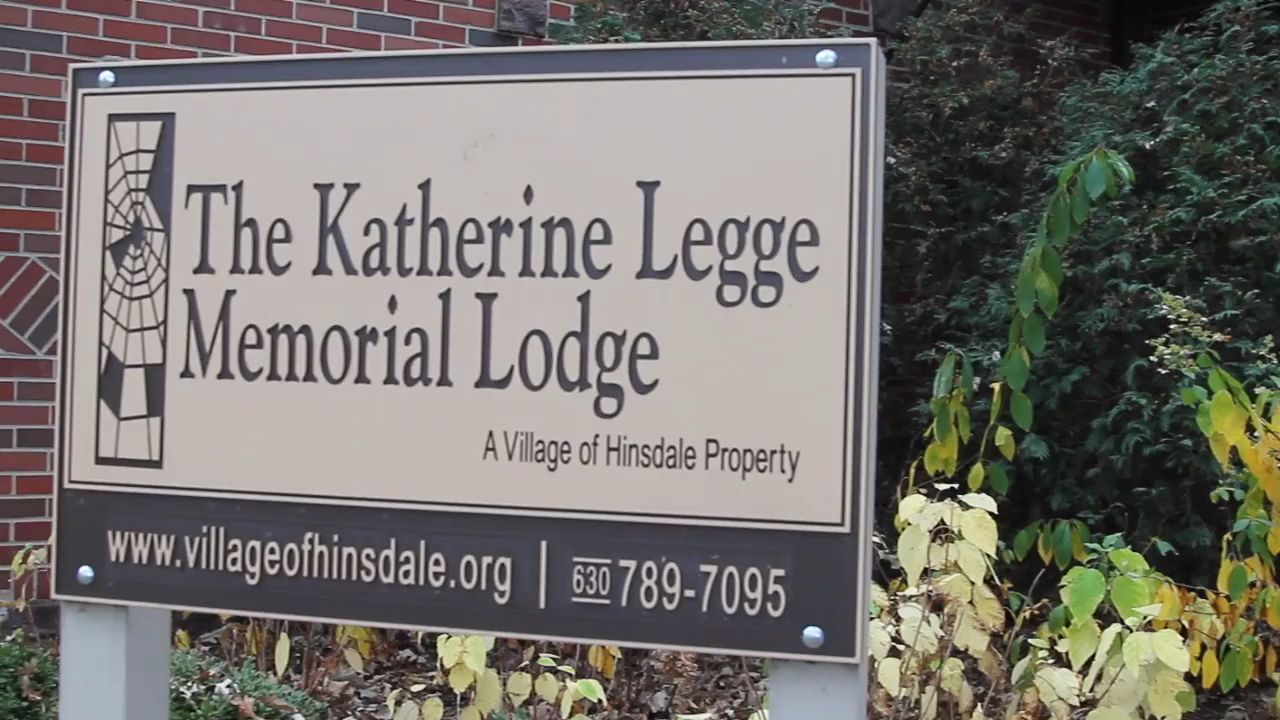 The Katherine Legge
Memorial Lodge
A Village of Hinsdale Property
www.villageofhinsdale.org | 630 789-7095